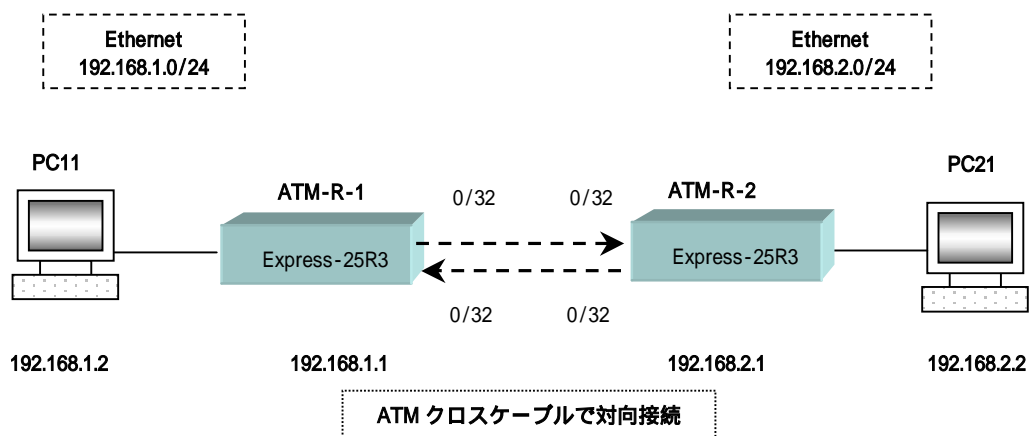 Ethernet
192.168.1.0/24
Ethernet
192.168.2.0/24
PC11
ATM-R-1
0/32
0/32
ATM-R-2
PC21
Express-25R3
Express-25R3
0/32
0/32
192.168.1.2
192.168.1.1
192.168.2.1
192.168.2.2
ATM クロスケーブルで対向接続